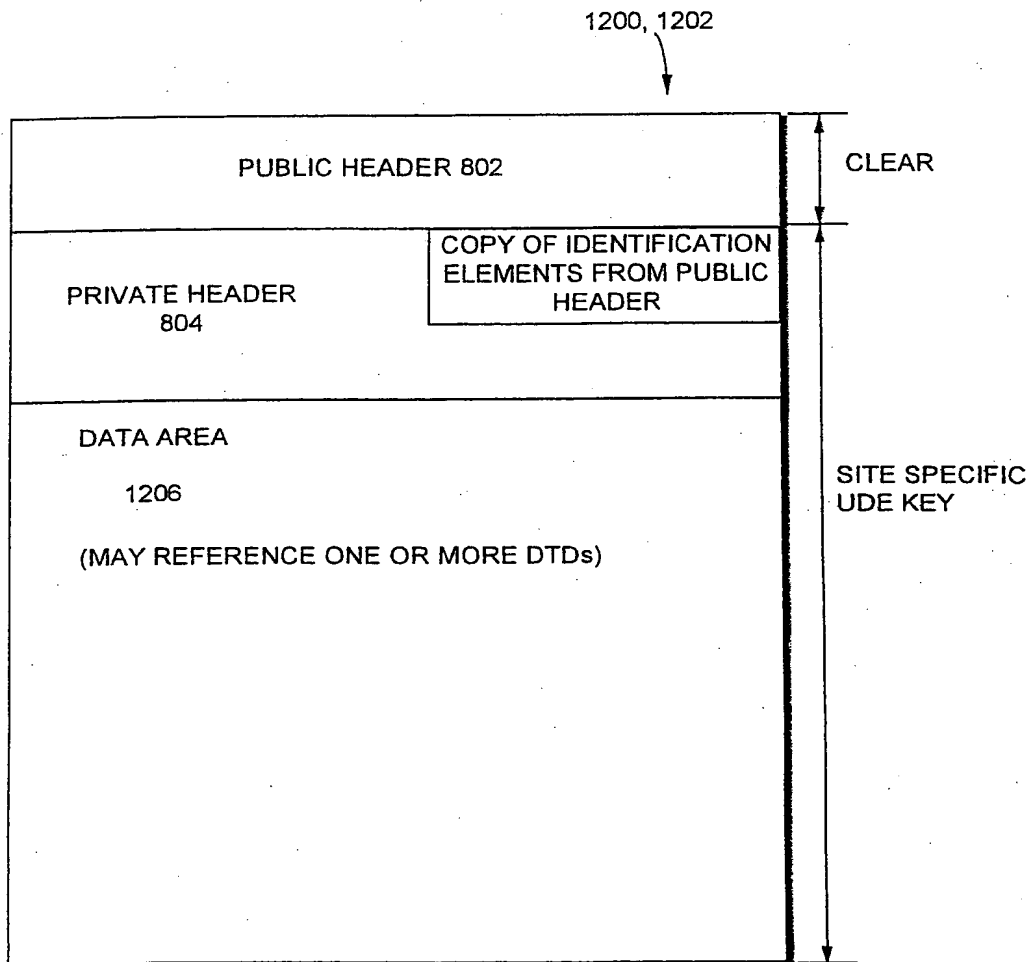 1200, 1202
PUBLIC HEADER 802
CLEAR
COPY OF IDENTIFICATION
ELEMENTS FROM PUBLIC
HEADER
PRIVATE HEADER
804
DATA AREA
1206
(MAY REFERENCE ONE OR MORE DTDs)
SITE SPECIFIC
UDE KEY